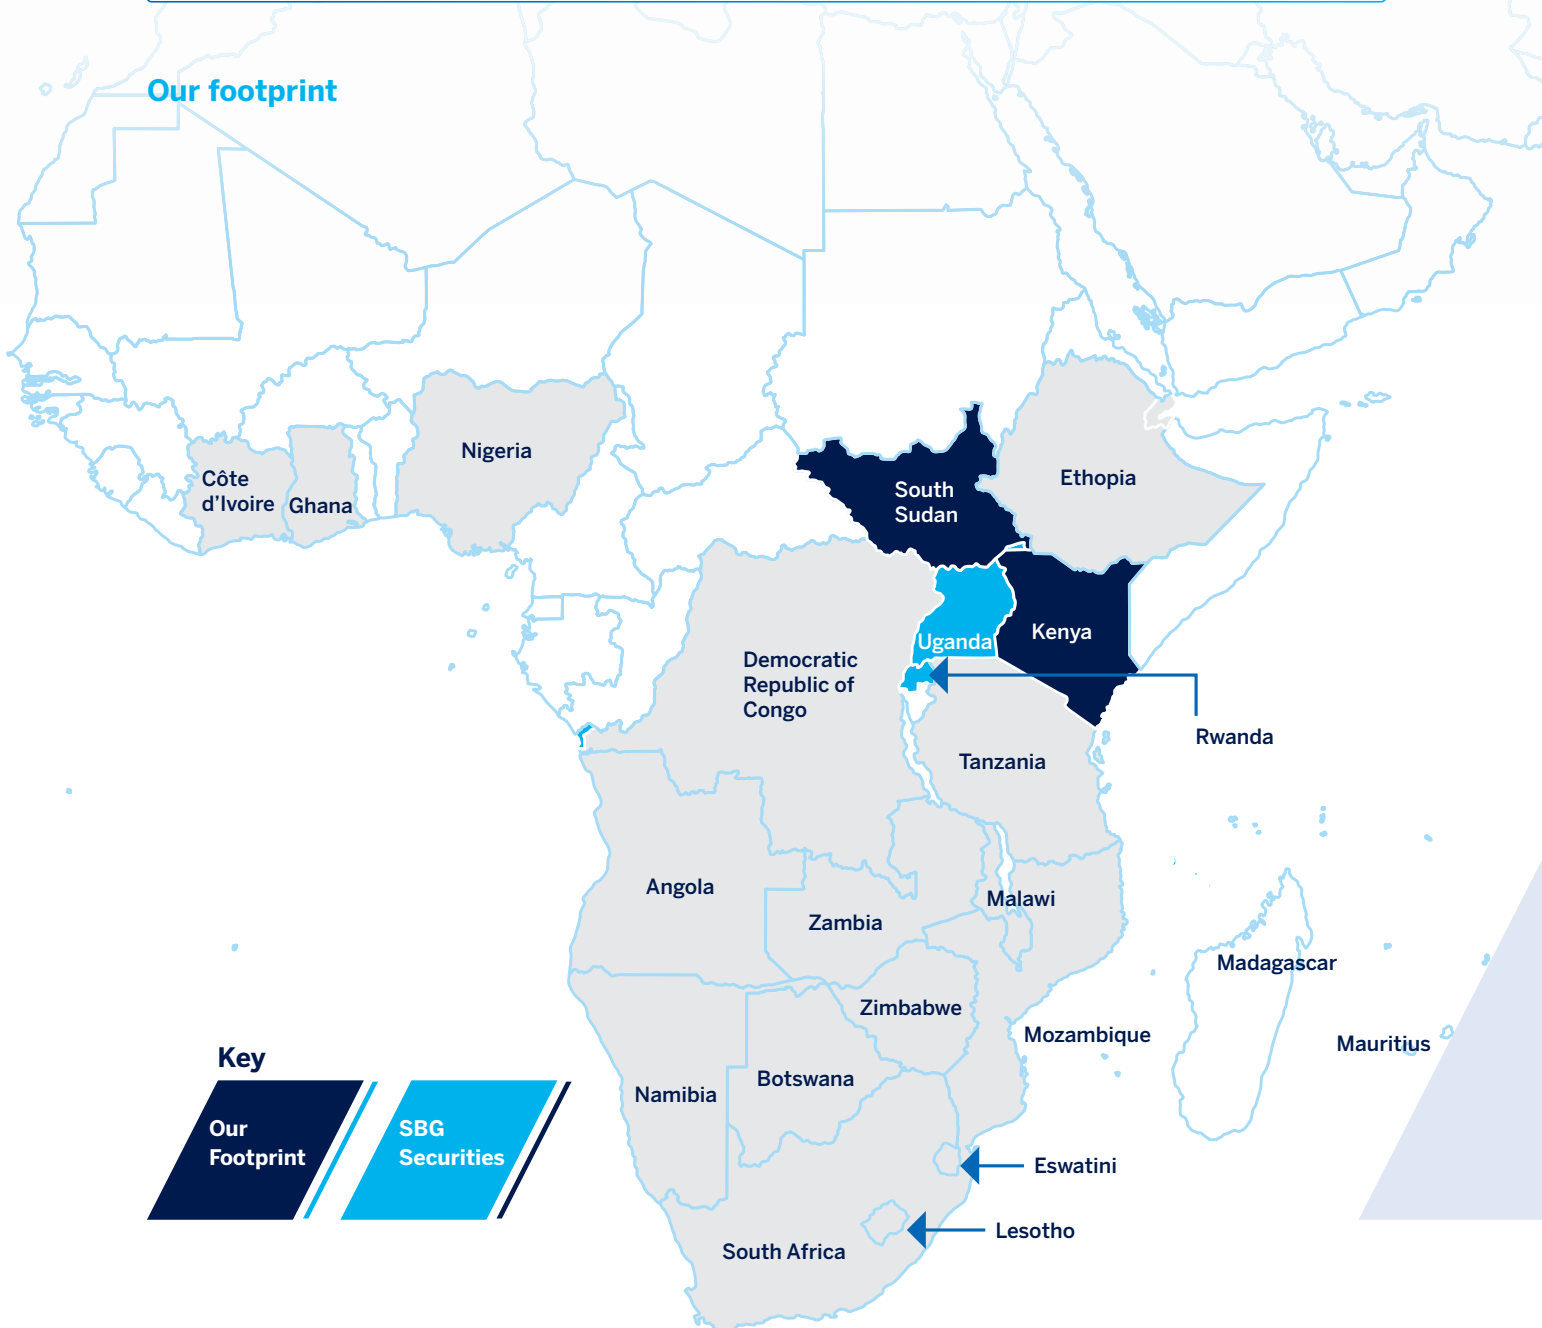 Our footprint
Nigeria
Côte
d'Ivoire
Ghana
South
Sudan
Ethopia
Uganda
Kenya
Democratic
Republic of
Congo
Rwanda
Tanzania
Angola
Zambia
Malawi
Madagascar
Zimbabwe
Mozambique
Mauritius
Key
Our
Footprint
SBG
Securities
Namibia
Botswana
Eswatini
Lesotho
South Africa